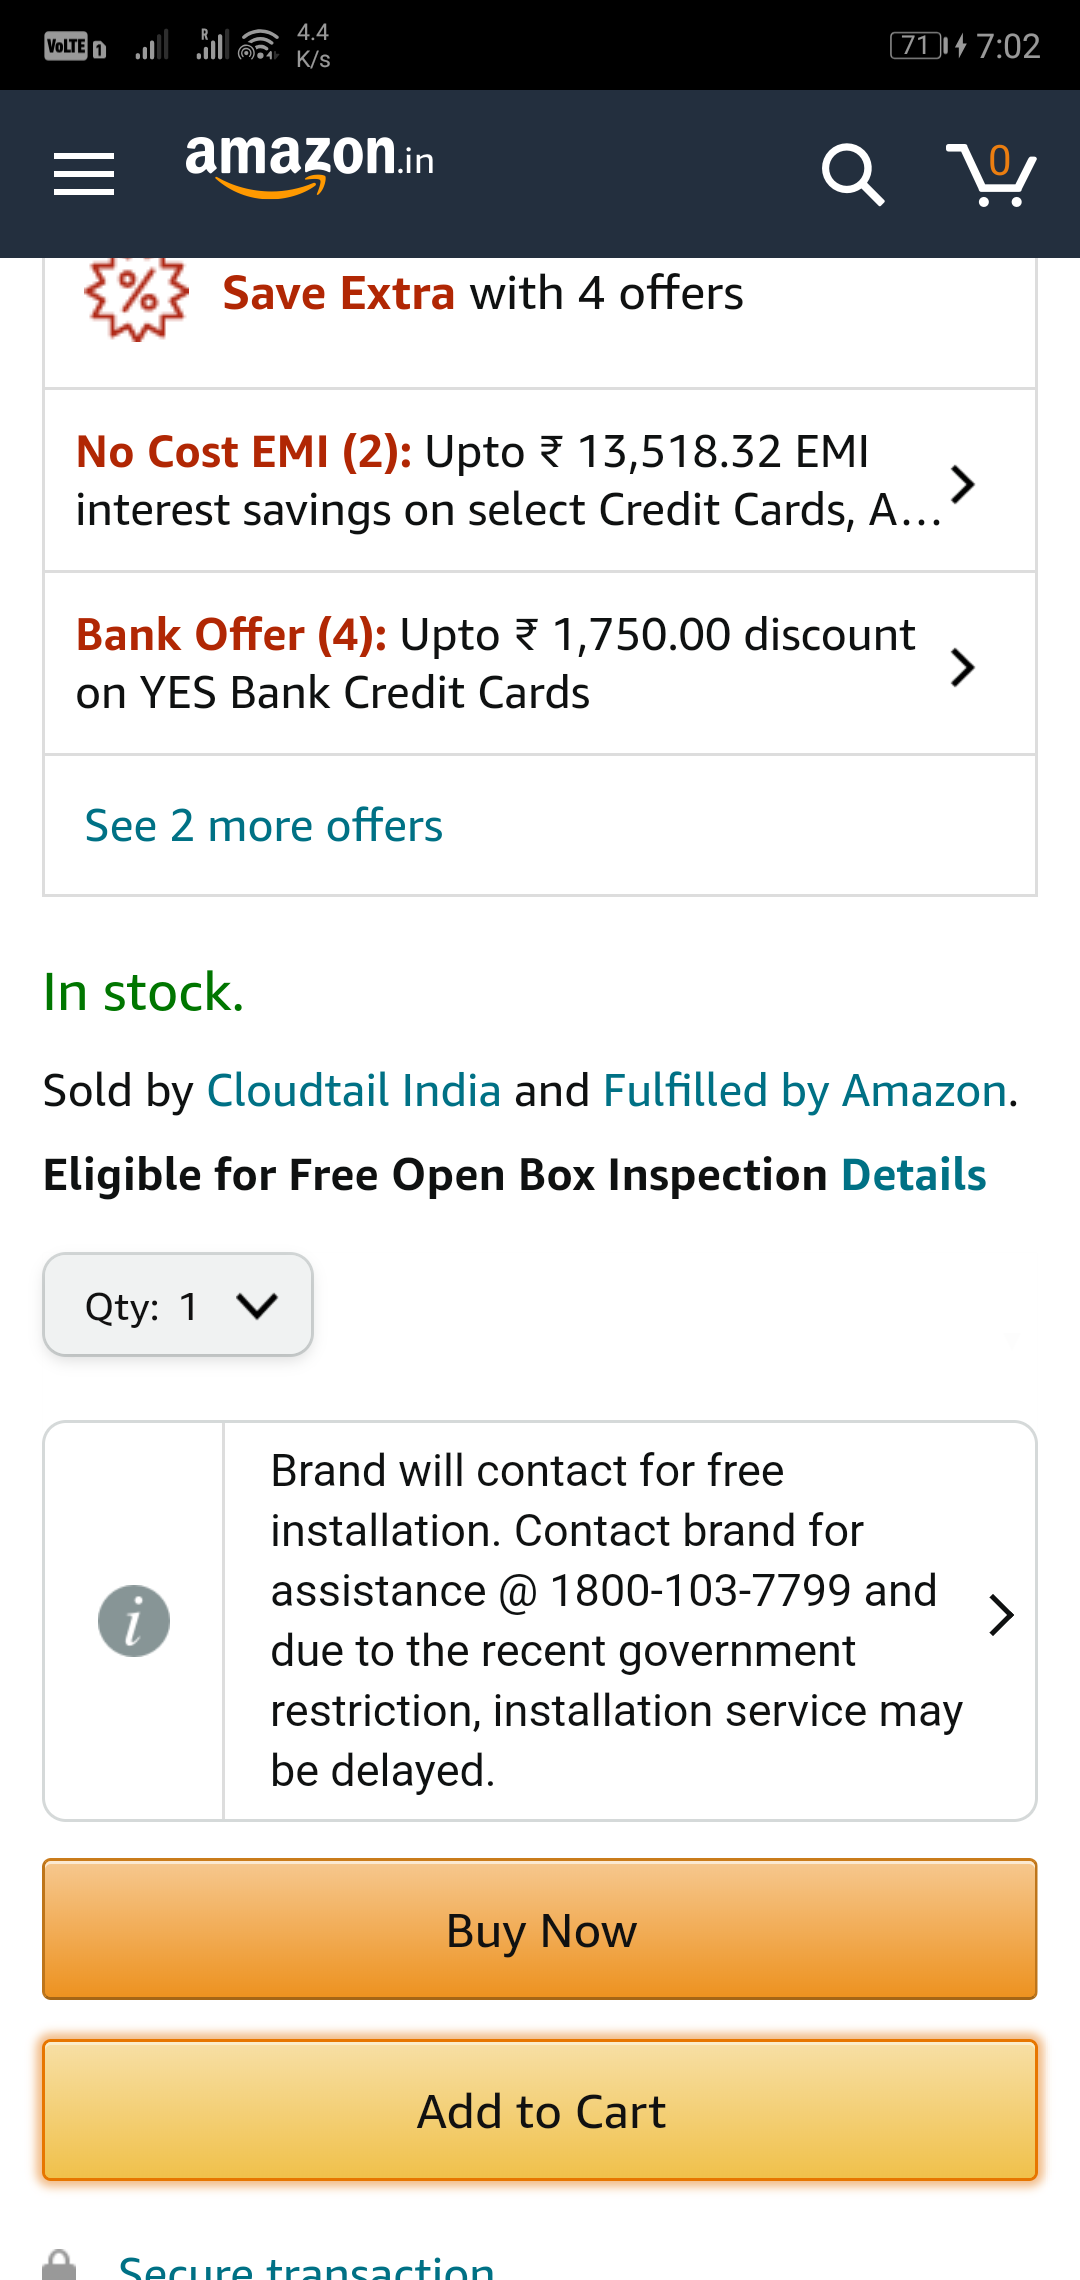 VoLTE 1 R 4.4 K/s 71 7:02
amazon.in 0
% Save Extra with 4 offers
No Cost EMI (2): Upto ₹ 13,518.32 EMI
interest savings on select Credit Cards, A...
Bank Offer (4): Upto ₹ 1,750.00 discount
on YES Bank Credit Cards
See 2 more offers
In stock.
Sold by Cloudtail India and Fulfilled by Amazon.
Eligible for Free Open Box Inspection Details
Qty: 1
Brand will contact for free
installation. Contact brand for
assistance @ 1800-103-7799 and
due to the recent government
restriction, installation service may
be delayed.
Buy Now
Add to Cart
Secure transaction